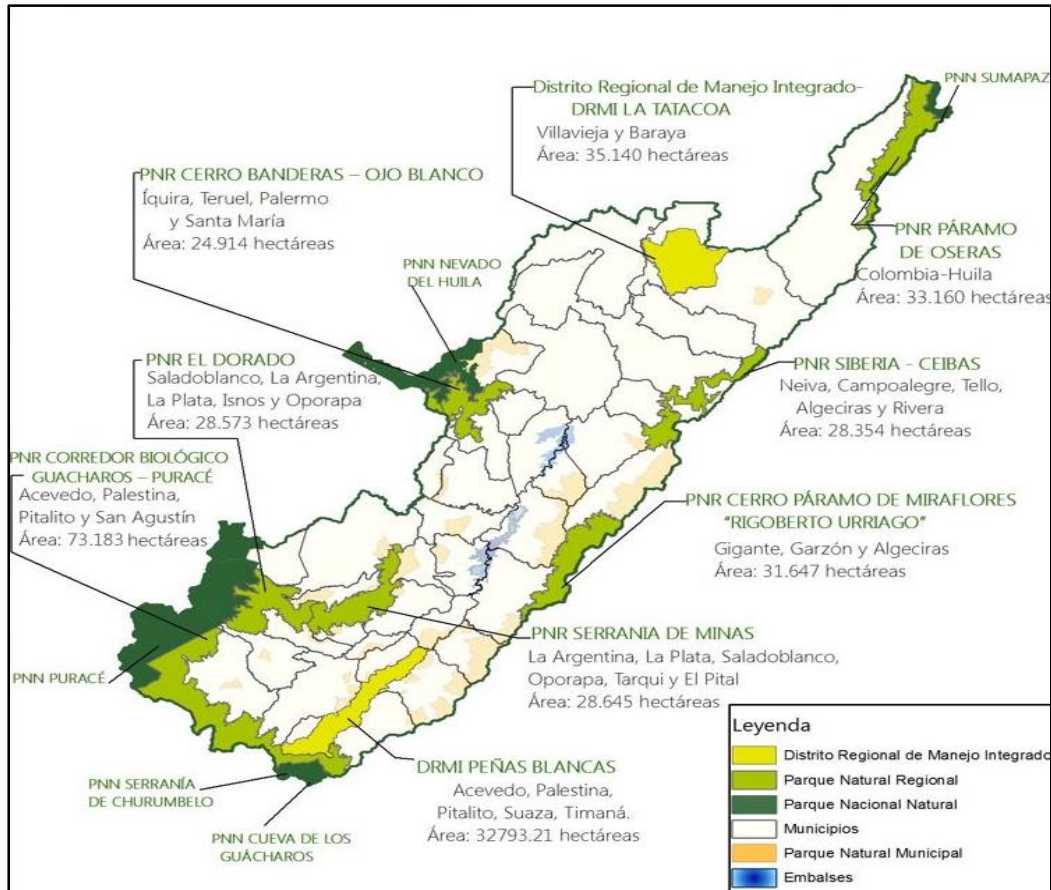 PNN SUMAPAZ
Distrito Regional de Manejo Integrado-
DRMI LA TATACOA
Villavieja y Baraya
Área: 35.140 hectáreas
PNR CERRO BANDERAS – OJO BLANCO
Íquira, Teruel, Palermo
y Santa María
Área: 24.914 hectáreas
PNN NEVADO
DEL HUILA
PNR PÁRAMO
DE OSERAS
Colombia-Huila
Área: 33.160 hectáreas
PNR EL DORADO
Saladoblanco, La Argentina,
La Plata, Isnos y Oporapa
Área: 28.573 hectáreas
PNR SIBERIA - CEIBAS
Neiva, Campoalegre, Tello,
Algeciras y Rivera
Área: 28.354 hectáreas
PNR CORREDOR BIOLÓGICO
GUACHAROS – PURACÉ
Acevedo, Palestina,
Pitalito y San Agustín
Área: 73.183 hectáreas
PNR CERRO PÁRAMO DE MIRAFLORES
"RIGOBERTO URRIAGO"
Gigante, Garzón y Algeciras
Área: 31.647 hectáreas
PNR SERRANIA DE MINAS
La Argentina, La Plata, Saladoblanco,
Oporapa, Tarqui y El Pital
Área: 28.645 hectáreas
PNN PURACÉ
PNN SERRANÍA
DE CHURUMBELO
PNN CUEVA DE LOS
GUÁCHAROS
DRMI PEÑAS BLANCAS
Acevedo, Palestina,
Pitalito, Suaza, Timaná.
Área: 32793.21 hectáreas
Leyenda
Distrito Regional de Manejo Integrado
Parque Natural Regional
Parque Nacional Natural
Municipios
Parque Natural Municipal
Embalses